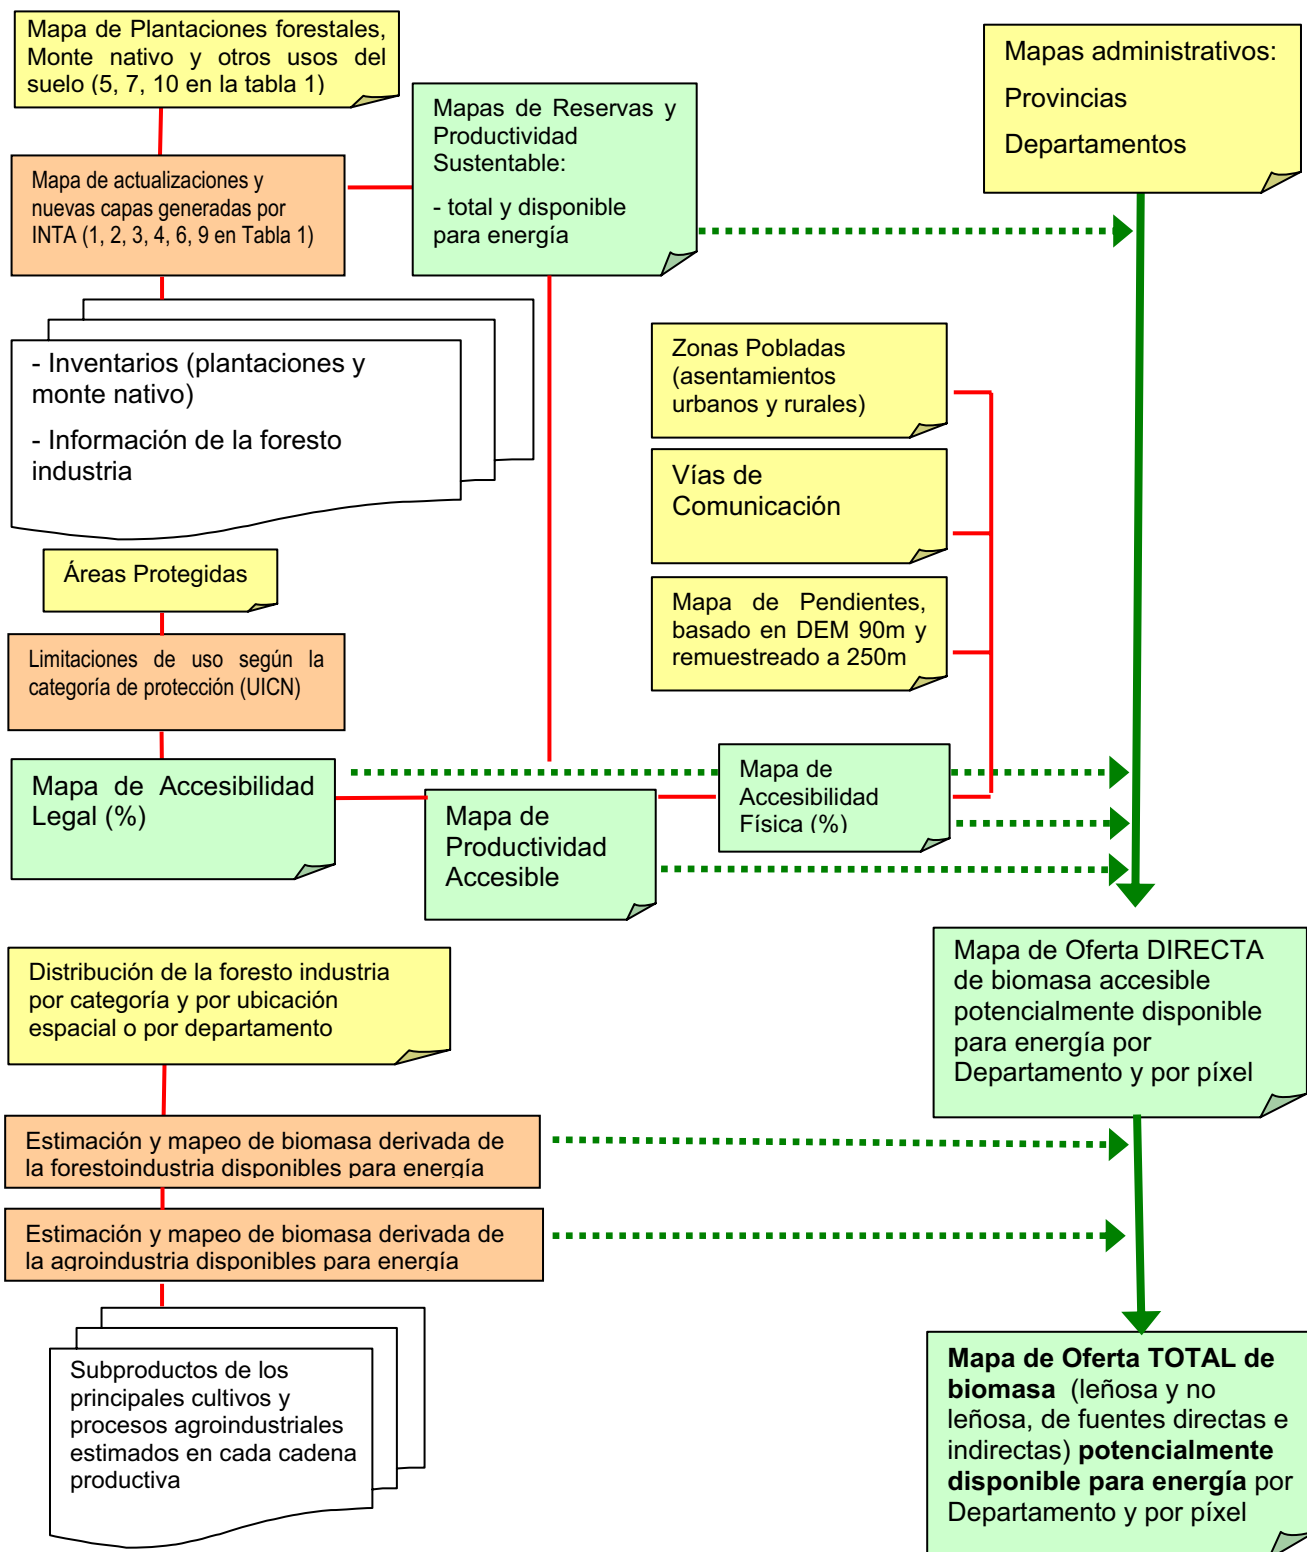 Mapa de Plantaciones forestales,
Monte nativo y otros usos del
suelo (5, 7, 10 en la tabla 1)
Mapa de actualizaciones y
nuevas capas generadas por
INTA (1, 2, 3, 4, 6, 9 en Tabla 1)
Mapas de Reservas y
Productividad
Sustentable:
- total y disponible
para energía
Mapas administrativos:
Provincias
Departamentos
- Inventarios (plantaciones y
monte nativo)
- Información de la foresto
industria
Zonas Pobladas
(asentamientos
urbanos y rurales)
Vías de
Comunicación
Mapa de Pendientes,
basado en DEM 90m y
remuestreado a 250m
Áreas Protegidas
Limitaciones de uso según la
categoría de protección (UICN)
Mapa de Accesibilidad
Legal (%)
Mapa de
Productividad
Accesible
Mapa de
Accesibilidad
Física (%)
Mapa de Oferta DIRECTA
de biomasa accesible
potencialmente disponible
para energía por
Departamento y por píxel
Distribución de la foresto industria
por categoría y por ubicación
espacial o por departamento
Estimación y mapeo de biomasa derivada de
la forestoindustria disponibles para energía
Estimación y mapeo de biomasa derivada de
la agroindustria disponibles para energía
Subproductos de los
principales cultivos y
procesos agroindustriales
estimados en cada cadena
productiva
Mapa de Oferta TOTAL de
biomasa (leñosa y no
leñosa, de fuentes directas e
indirectas) potencialmente
disponible para energía por
Departamento y por píxel